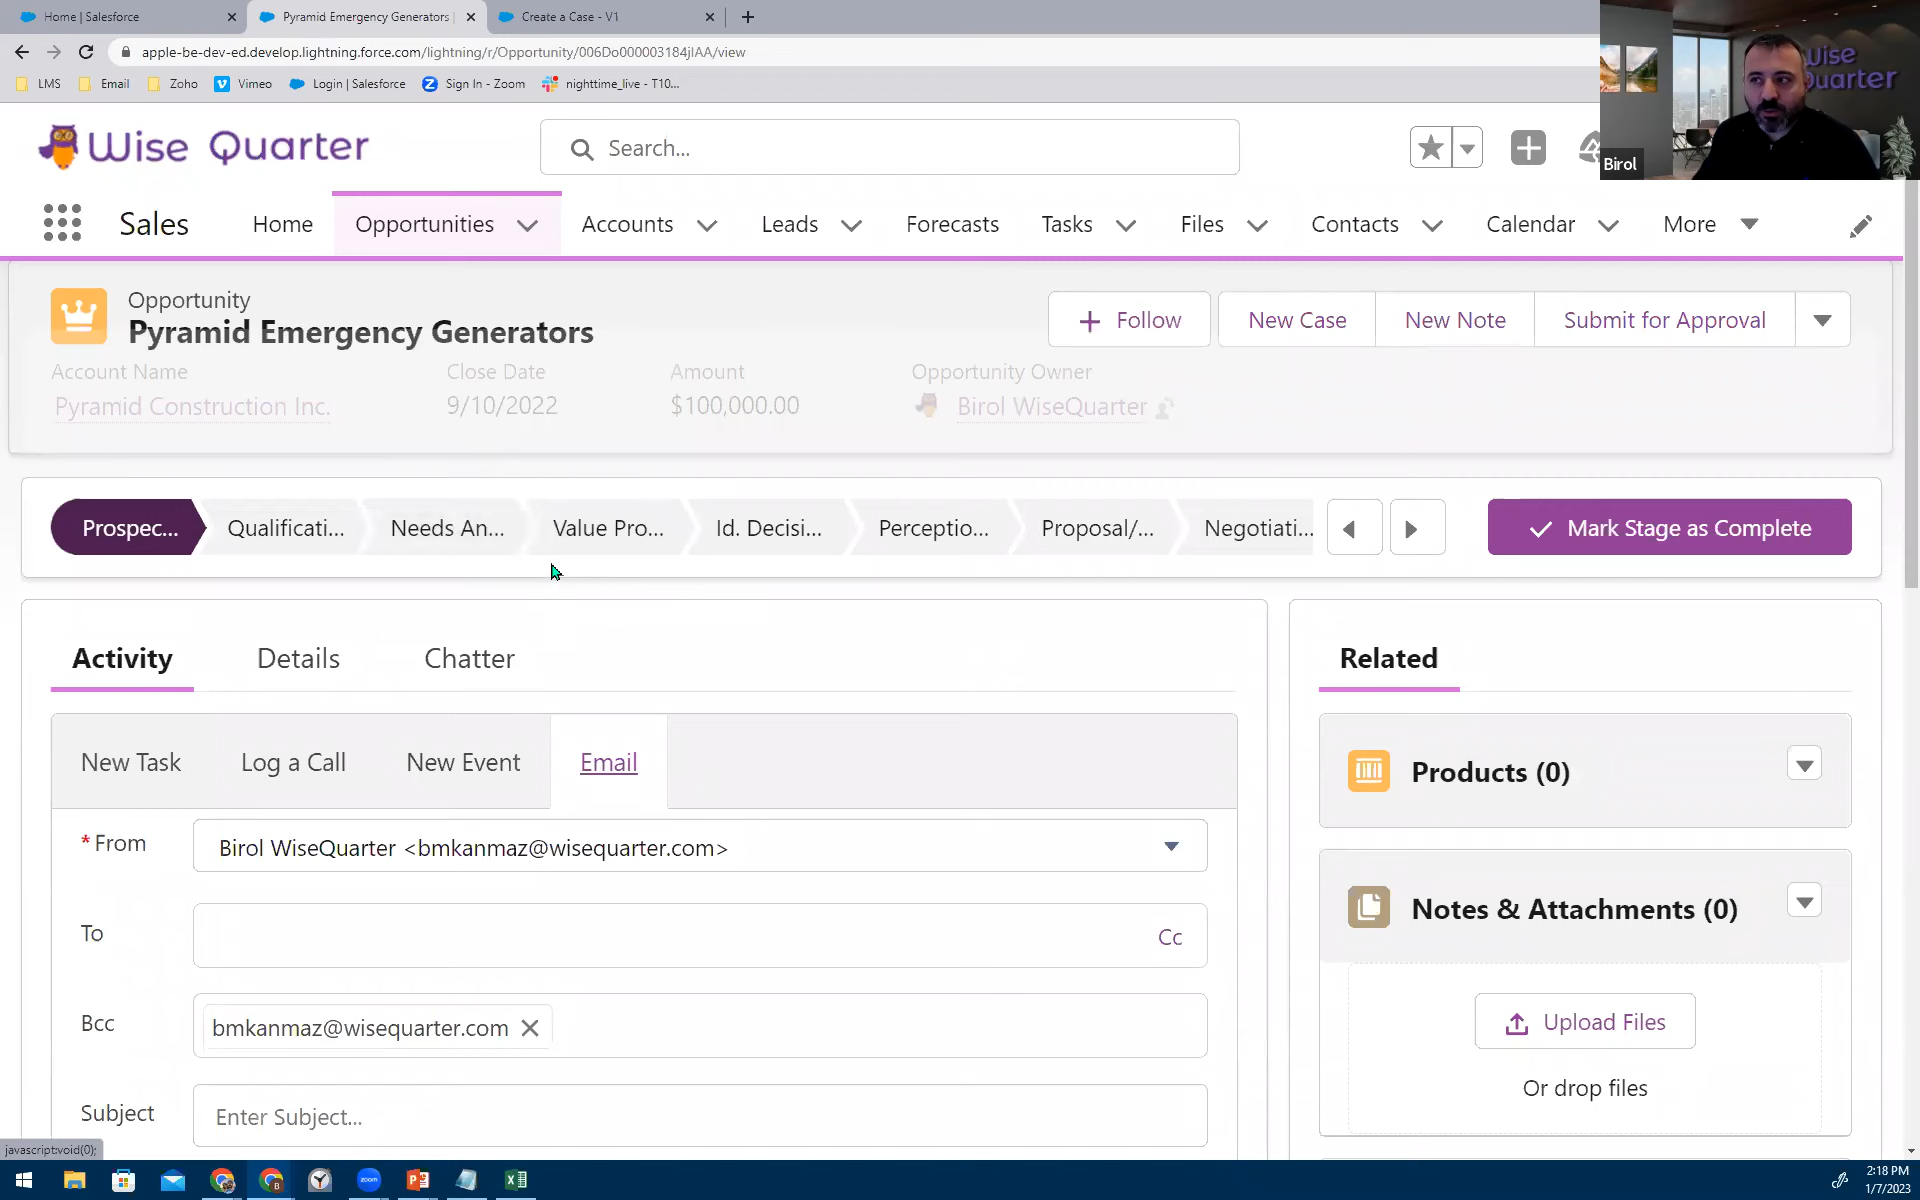 Home | Salesforce
Pyramid Emergency Generators |
Create a Case - V1
apple-be-dev-ed.develop.lightning.force.com/lightning/r/Opportunity/006Do000003184jIAA/view
LMS
Email
Zoho
Vimeo
Login | Salesforce
Sign In - Zoom
nighttime_live - T10...
Wise Quarter
Birol
Wise Quarter
Search...
Sales
Home
Opportunities
Accounts
Leads
Forecasts
Tasks
Files
Contacts
Calendar
More
Opportunity
Pyramid Emergency Generators
Follow
New Case
New Note
Submit for Approval
Account Name
Close Date
Amount
Opportunity Owner
Pyramid Construction Inc.
9/10/2022
$100,000.00
Birol WiseQuarter
Prospec...
Qualificati...
Needs An...
Value Pro...
Id. Decisi...
Perceptio...
Proposal/...
Negotiati...
Mark Stage as Complete
Activity
Details
Chatter
Related
New Task
Log a Call
New Event
Email
Products (0)
*From
Birol WiseQuarter <bmkanmaz@wisequarter.com>
Notes & Attachments (0)
To
Cc
Bcc
bmkanmaz@wisequarter.com
Upload Files
Or drop files
Subject
Enter Subject...
javascript:void(0);
zoom
2:18 PM
1/7/2023